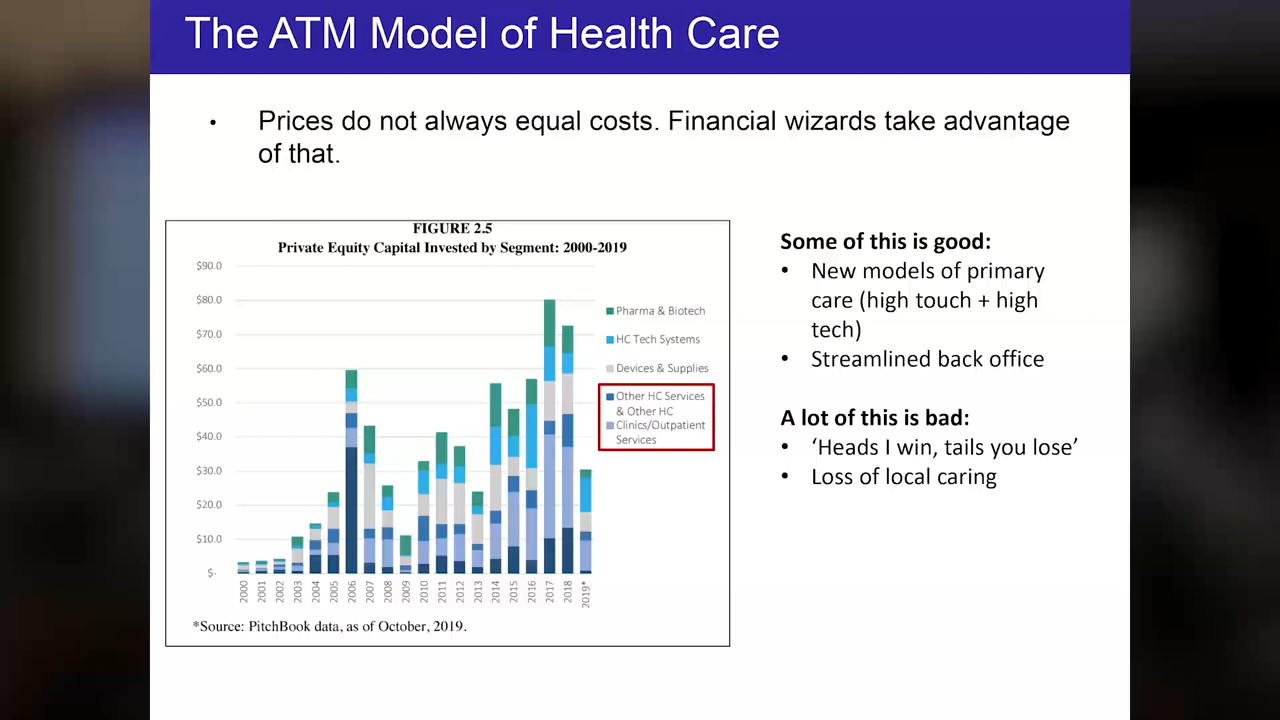 The ATM Model of Health Care
• Prices do not always equal costs. Financial wizards take advantage
of that.
FIGURE 2.5
Private Equity Capital Invested by Segment: 2000-2019
$90.0
$80.0
$70.0
$60.0
$50.0
$40.0
$30.0
$20.0
$10.0
$-
2000
2001
2002
2003
2004
2005
2006
2007
2008
2009
2010
2011
2012
2013
2014
2015
2016
2017
2018
2019*
Pharma & Biotech
HC Tech Systems
Devices & Supplies
Other HC Services
& Other HC
Clinics/Outpatient
Services
*Source: PitchBook data, as of October, 2019.
Some of this is good:
• New models of primary
care (high touch + high
tech)
• Streamlined back office
A lot of this is bad:
• ‘Heads I win, tails you lose’
• Loss of local caring